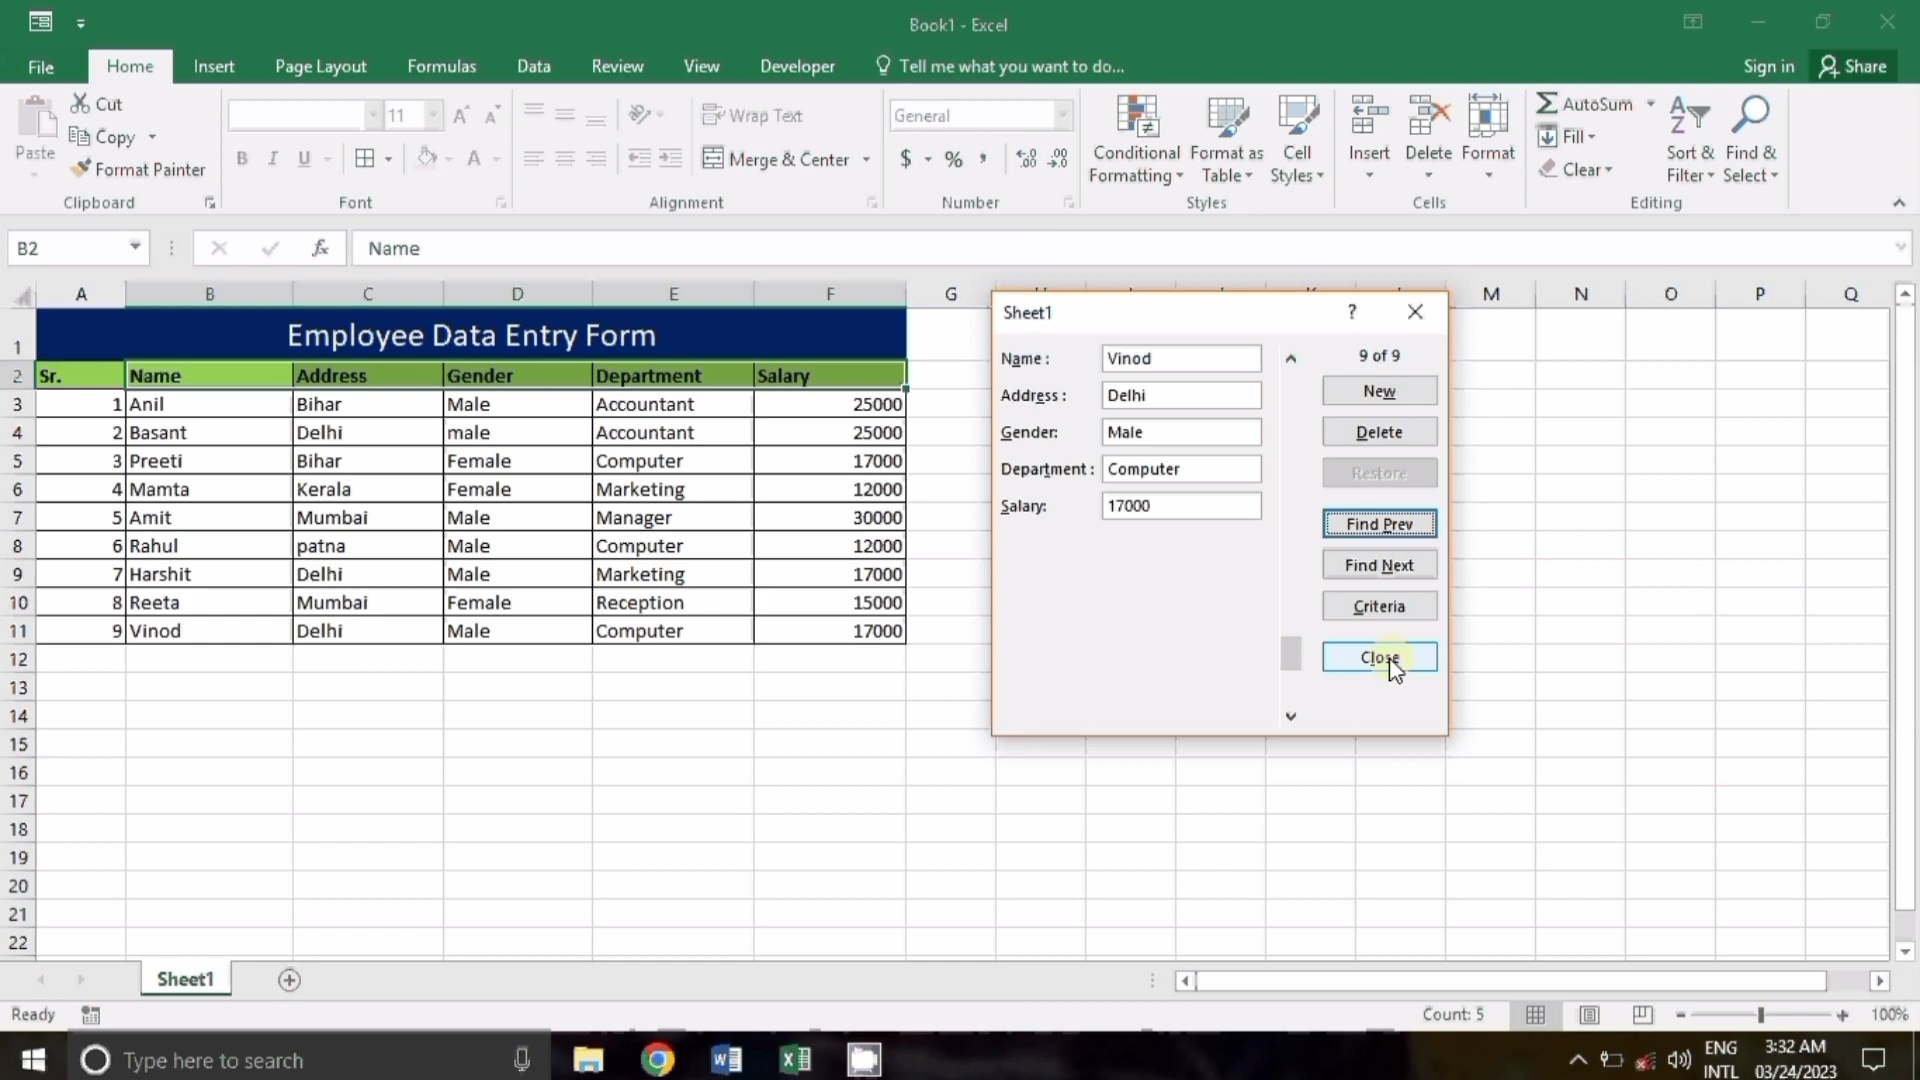 Book1 - Excel
File Home Insert Page Layout Formulas Data Review View Developer Tell me what you want to do... Sign in Share
Paste
Cut
Copy
Format Painter
Clipboard
11
B I U A
Font
Wrap Text
Merge & Center
Alignment
General
$ % ,
Number
Conditional Formatting
Format as Table
Cell Styles
Styles
Insert Delete Format
Cells
AutoSum
Fill
Clear
Sort & Filter
Find & Select
Editing
B2 fx Name
A B C D E F G M N O P Q
1 Employee Data Entry Form
2 Sr. Name Address Gender Department Salary
3 1 Anil Bihar Male Accountant 25000
4 2 Basant Delhi male Accountant 25000
5 3 Preeti Bihar Female Computer 17000
6 4 Mamta Kerala Female Marketing 12000
7 5 Amit Mumbai Male Manager 30000
8 6 Rahul patna Male Computer 12000
9 7 Harshit Delhi Male Marketing 17000
10 8 Reeta Mumbai Female Reception 15000
11 9 Vinod Delhi Male Computer 17000
12
13
14
15
16
17
18
19
20
21
22
Sheet1 ?
Name : Vinod
Address : Delhi
Gender: Male
Department : Computer
Salary: 17000
9 of 9
New
Delete
Restore
Find Prev
Find Next
Criteria
Close
Sheet1
Ready Count: 5 100%
Type here to search
ENG
INTL
3:32 AM
03/24/2023